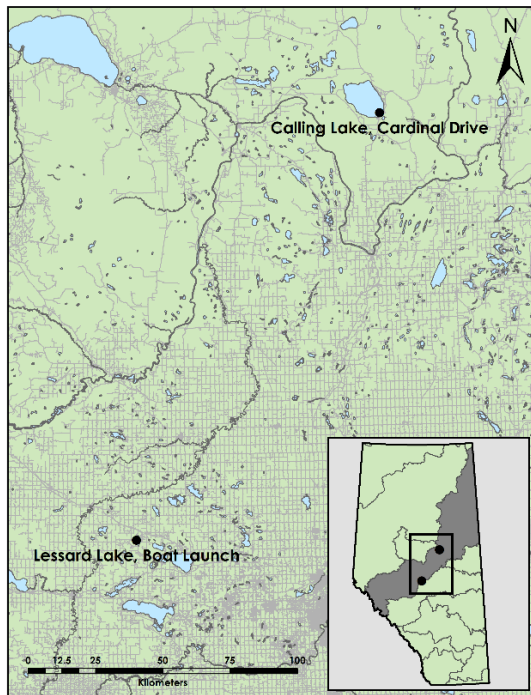 N
Calling Lake, Cardinal Drive
Lessard Lake, Boat Launch
0 12.5 25 50 75 100
Kilometers